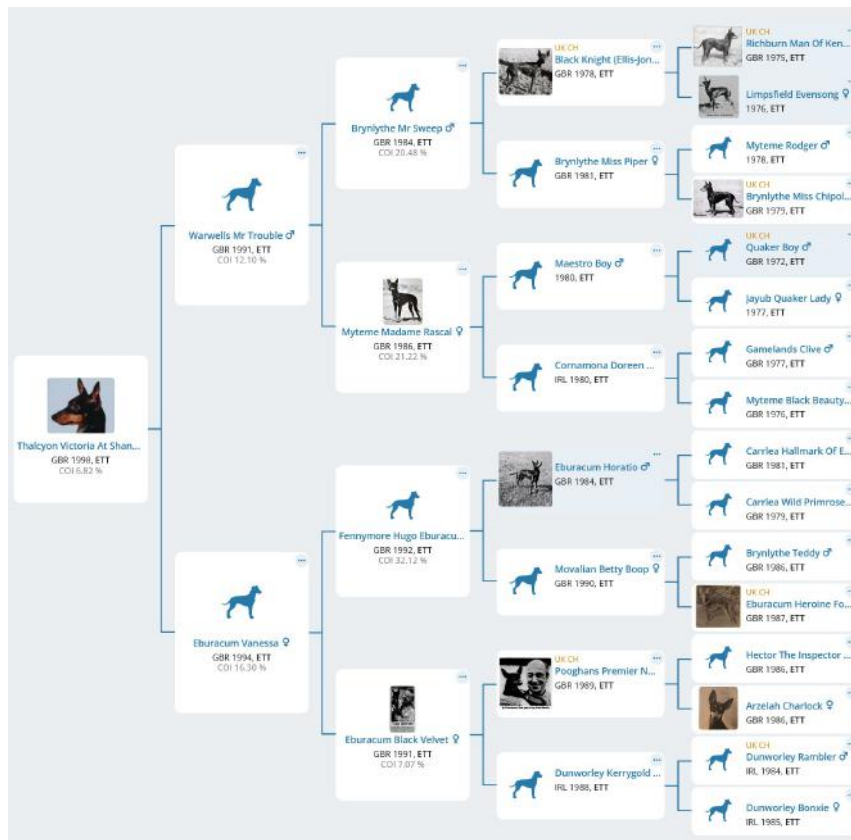 Thalcyon Victoria At Shan...
GBR 1998, ETT
COI 6.82 %
Warwells Mr Trouble ♂
GBR 1991, ETT
COI 12.10 %
Eburacum Vanessa ♀
GBR 1994, ETT
COI 16.30 %
Brynlythe Mr Sweep ♂
GBR 1984, ETT
COI 20.48 %
Myteme Madame Rascal ♀
GBR 1986, ETT
COI 21.22 %
Fennymore Hugo Eburacu...
GBR 1992, ETT
COI 32.12 %
Eburacum Black Velvet ♀
GBR 1991, ETT
COI 7.07 %
UK CH
Black Knight (Ellis-Jon...
GBR 1978, ETT
Brynlythe Miss Piper ♀
GBR 1981, ETT
Maestro Boy ♂
1980, ETT
Cornamona Doreen ...
IRL 1980, ETT
Eburacum Horatio ♂
GBR 1984, ETT
Movalian Betty Boop ♀
GBR 1990, ETT
UK CH
Pooghans Premier N...
GBR 1989, ETT
Dunworley Kerrygold ...
IRL 1988, ETT
UK CH
Richburn Man Of Ken...
GBR 1975, ETT
Limpsfield Evensong ♀
1976, ETT
Myteme Rodger ♂
1978, ETT
UK CH
Brynlythe Miss Chipol...
GBR 1979, ETT
UK CH
Quaker Boy ♂
GBR 1972, ETT
Jayub Quaker Lady ♀
1977, ETT
Gamelands Clive ♂
GBR 1977, ETT
Myteme Black Beauty...
GBR 1976, ETT
Carrlea Hallmark Of E...
GBR 1981, ETT
Carrlea Wild Primrose...
GBR 1979, ETT
Brynlythe Teddy ♂
GBR 1986, ETT
UK CH
Eburacum Heroine Fo...
GBR 1987, ETT
Hector The Inspector ...
GBR 1986, ETT
Arzelah Charlock ♀
GBR 1986, ETT
UK CH
Dunworley Rambler ♂
IRL 1984, ETT
Dunworley Bonxie ♀
IRL 1985, ETT